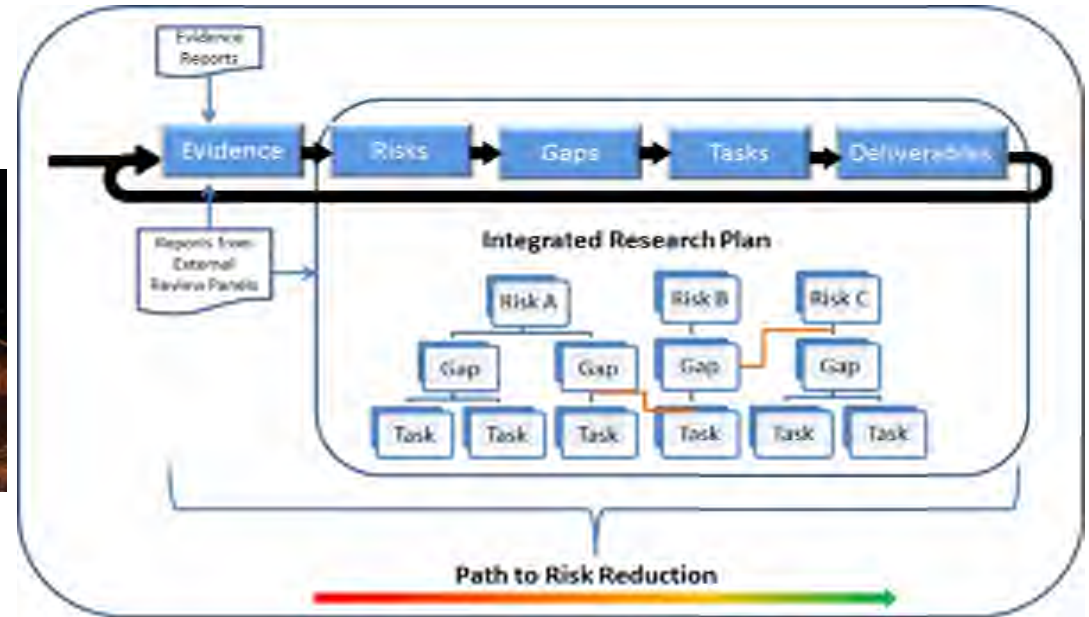 Evidence
Reports
Evidence
Risks
Gaps
Tasks
Deliverables
Reports from
External
Review Panels
Integrated Research Plan
Risk A
Risk B
Risk C
Gap
Gap
Gap
Gap
Task
Task
Task
Task
Task
Task
Path to Risk Reduction